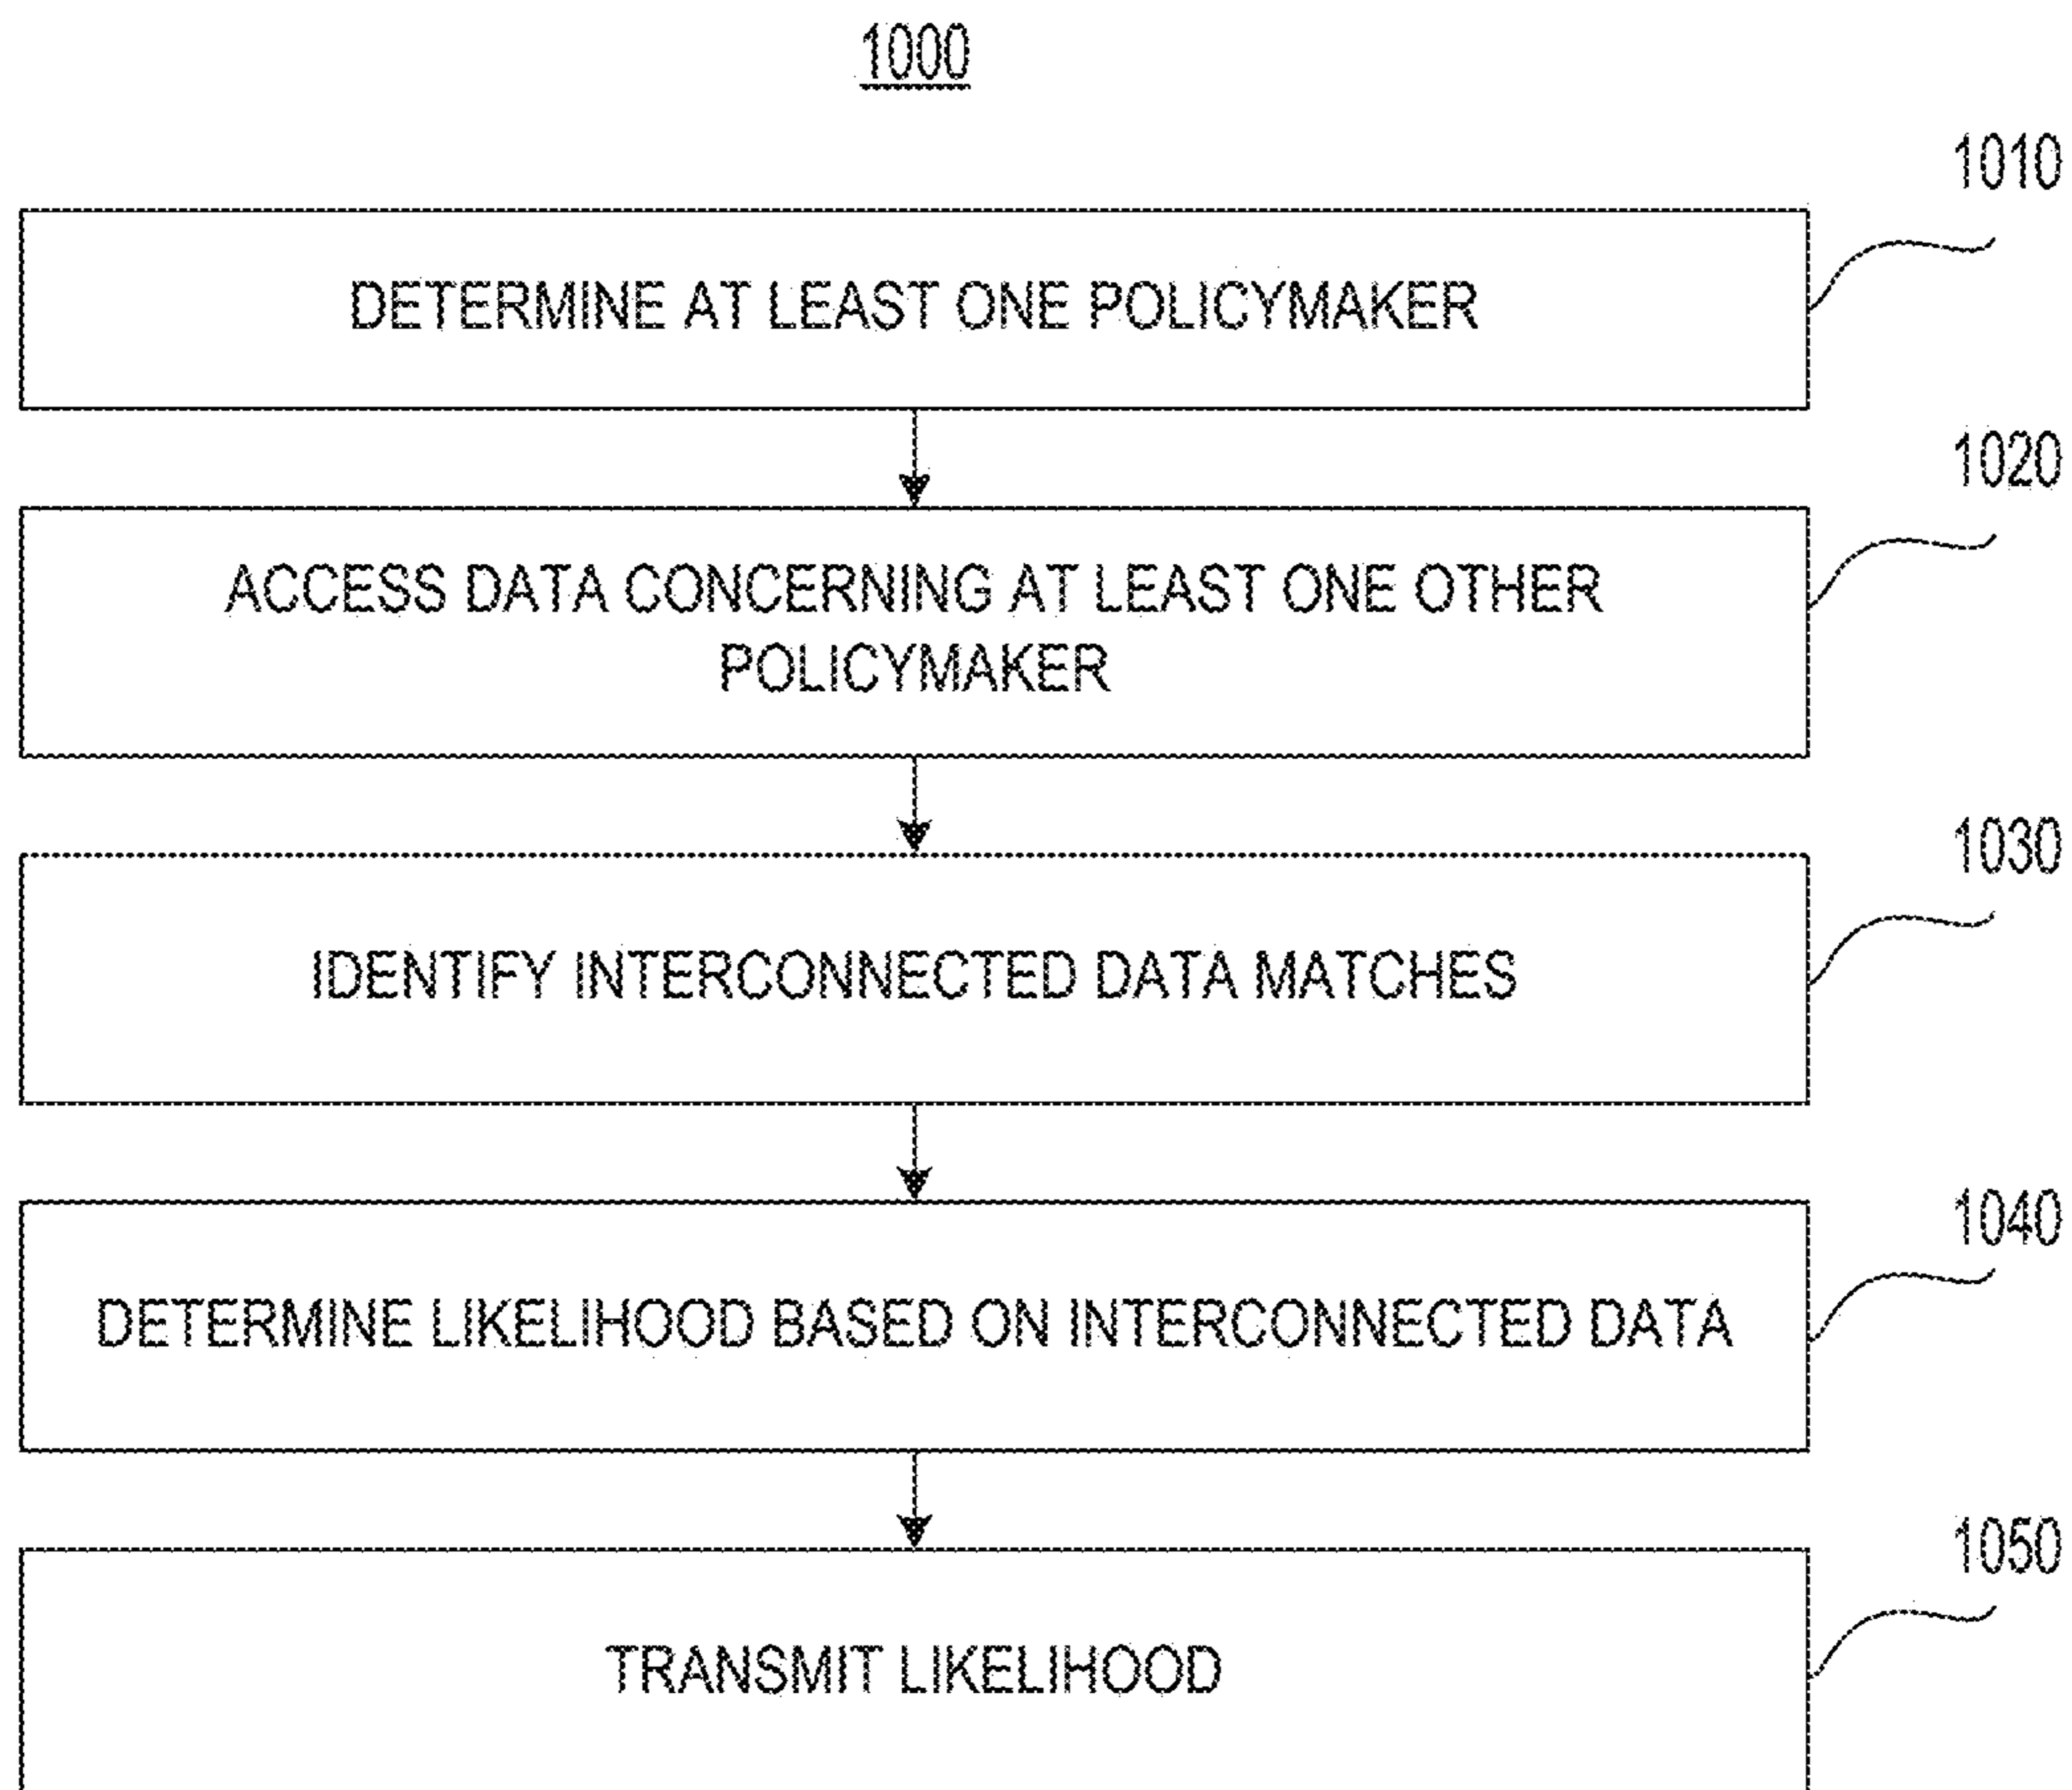 1000
1010
DETERMINE AT LEAST ONE POLICYMAKER
1020
ACCESS DATA CONCERNING AT LEAST ONE OTHER
POLICYMAKER
1030
IDENTIFY INTERCONNECTED DATA MATCHES
1040
DETERMINE LIKELIHOOD BASED ON INTERCONNECTED DATA
1050
TRANSMIT LIKELIHOOD